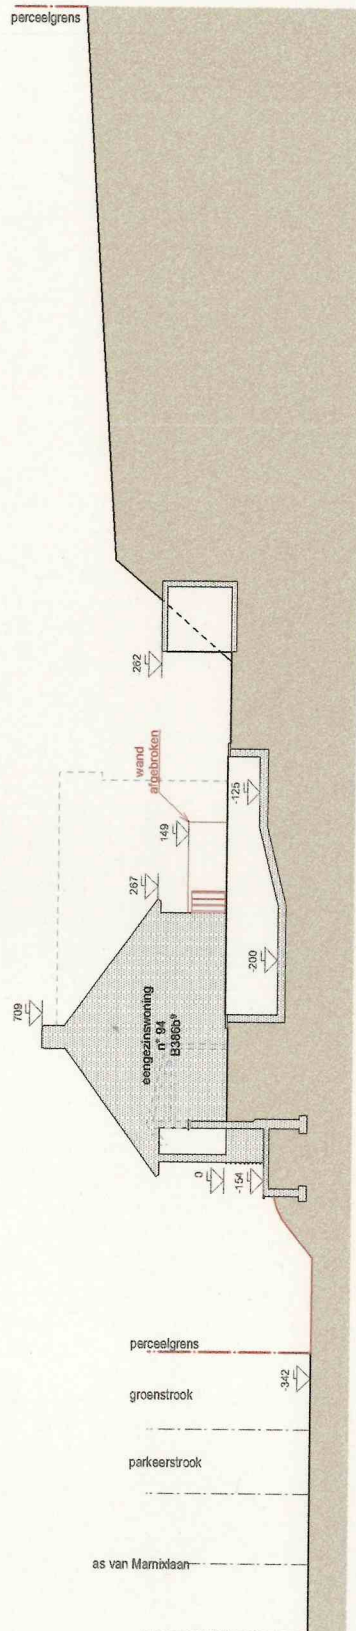 perceelgrens
262
wand
afgebroken
149
267
-125
709
eengezinswoning
n° 94
B386b⁹
-200
0
-154
perceelgrens
-342
groenstrook
parkeerstrook
as van Marnixlaan